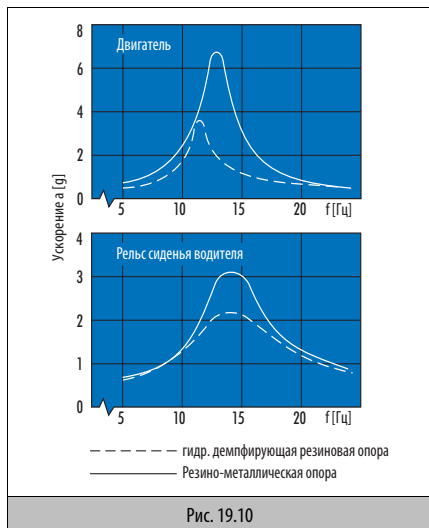 Ускорение a [g]
8
6
4
2
0
Двигатель
5 10 15 20 f [Гц]
4
3
2
1
0
Рельс сиденья водителя
5 10 15 20 f [Гц]
гидр. демпфирующая резиновая опора
Резино-металлическая опора
Рис. 19.10